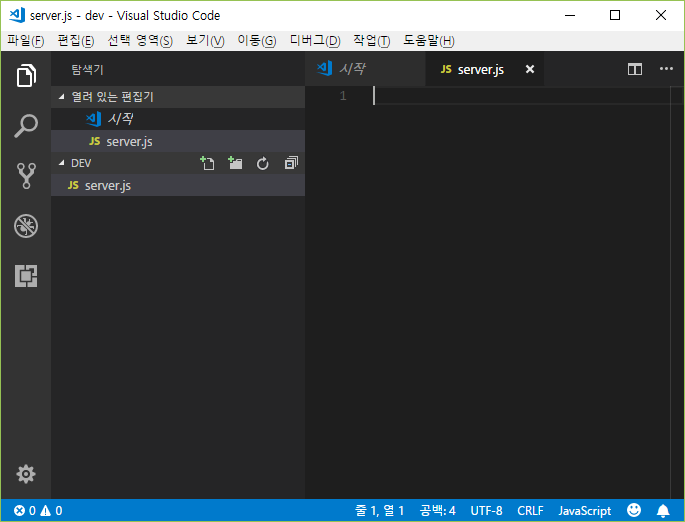 server.js - dev - Visual Studio Code
파일(F) 편집(E) 선택 영역(S) 보기(V) 이동(G) 디버그(D) 작업(T) 도움말(H)
탐색기
시작
JS server.js
열려 있는 편집기
시작
JS server.js
DEV
JS server.js
1
0 0
줄 1, 열 1 공백: 4 UTF-8 CRLF JavaScript